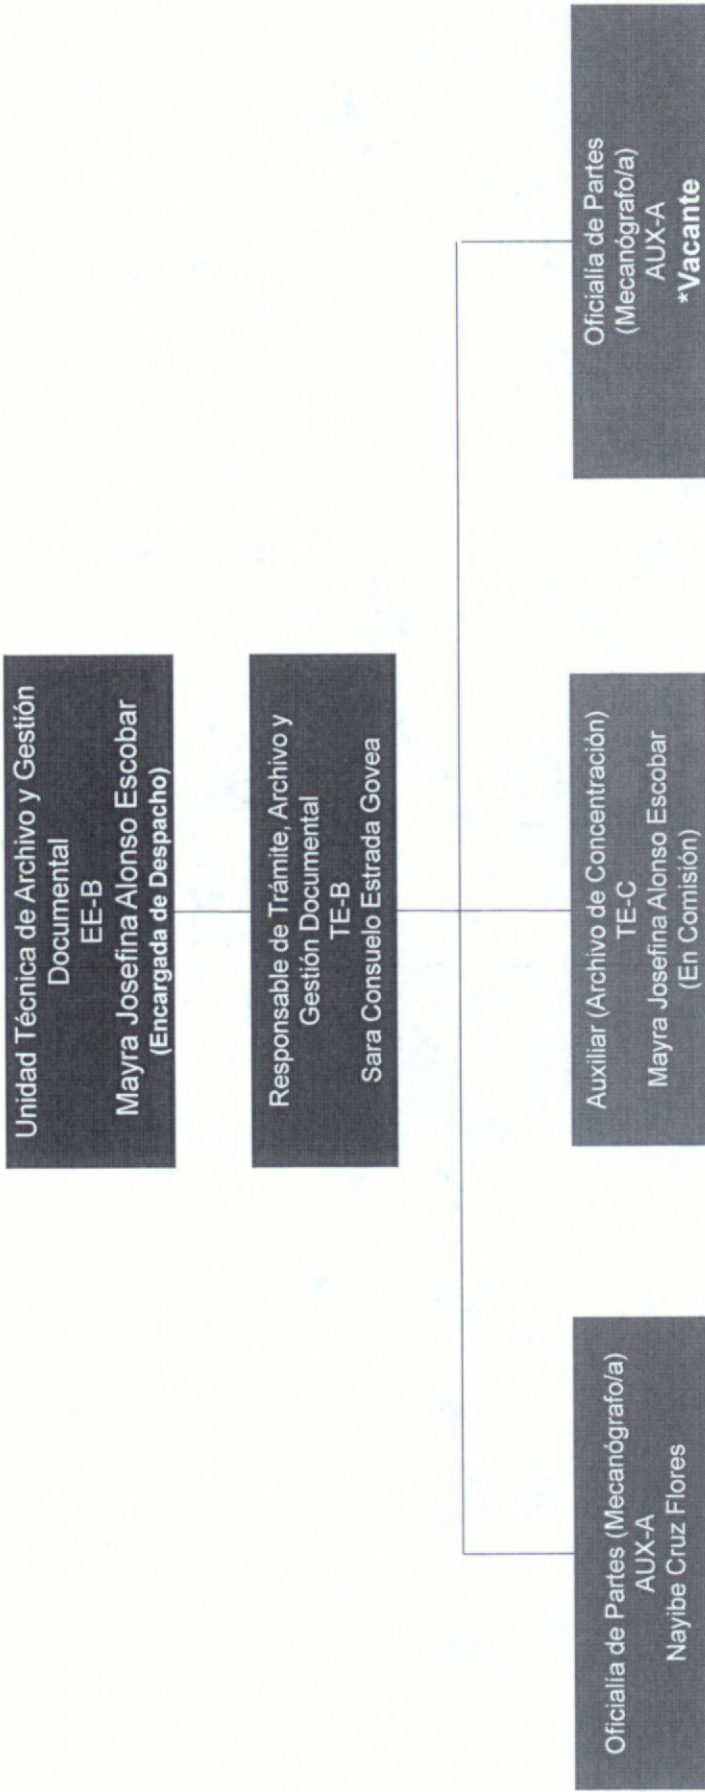 Unidad Técnica de Archivo y Gestión
Documental
EE-B
Mayra Josefina Alonso Escobar
(Encargada de Despacho)
Responsable de Trámite, Archivo y
Gestión Documental
TE-B
Sara Consuelo Estrada Govea
Oficialía de Partes (Mecanógrafo/a)
AUX-A
Nayibe Cruz Flores
Auxiliar (Archivo de Concentración)
TE-C
Mayra Josefina Alonso Escobar
(En Comisión)
Oficialía de Partes
(Mecanógrafo/a)
AUX-A
*Vacante